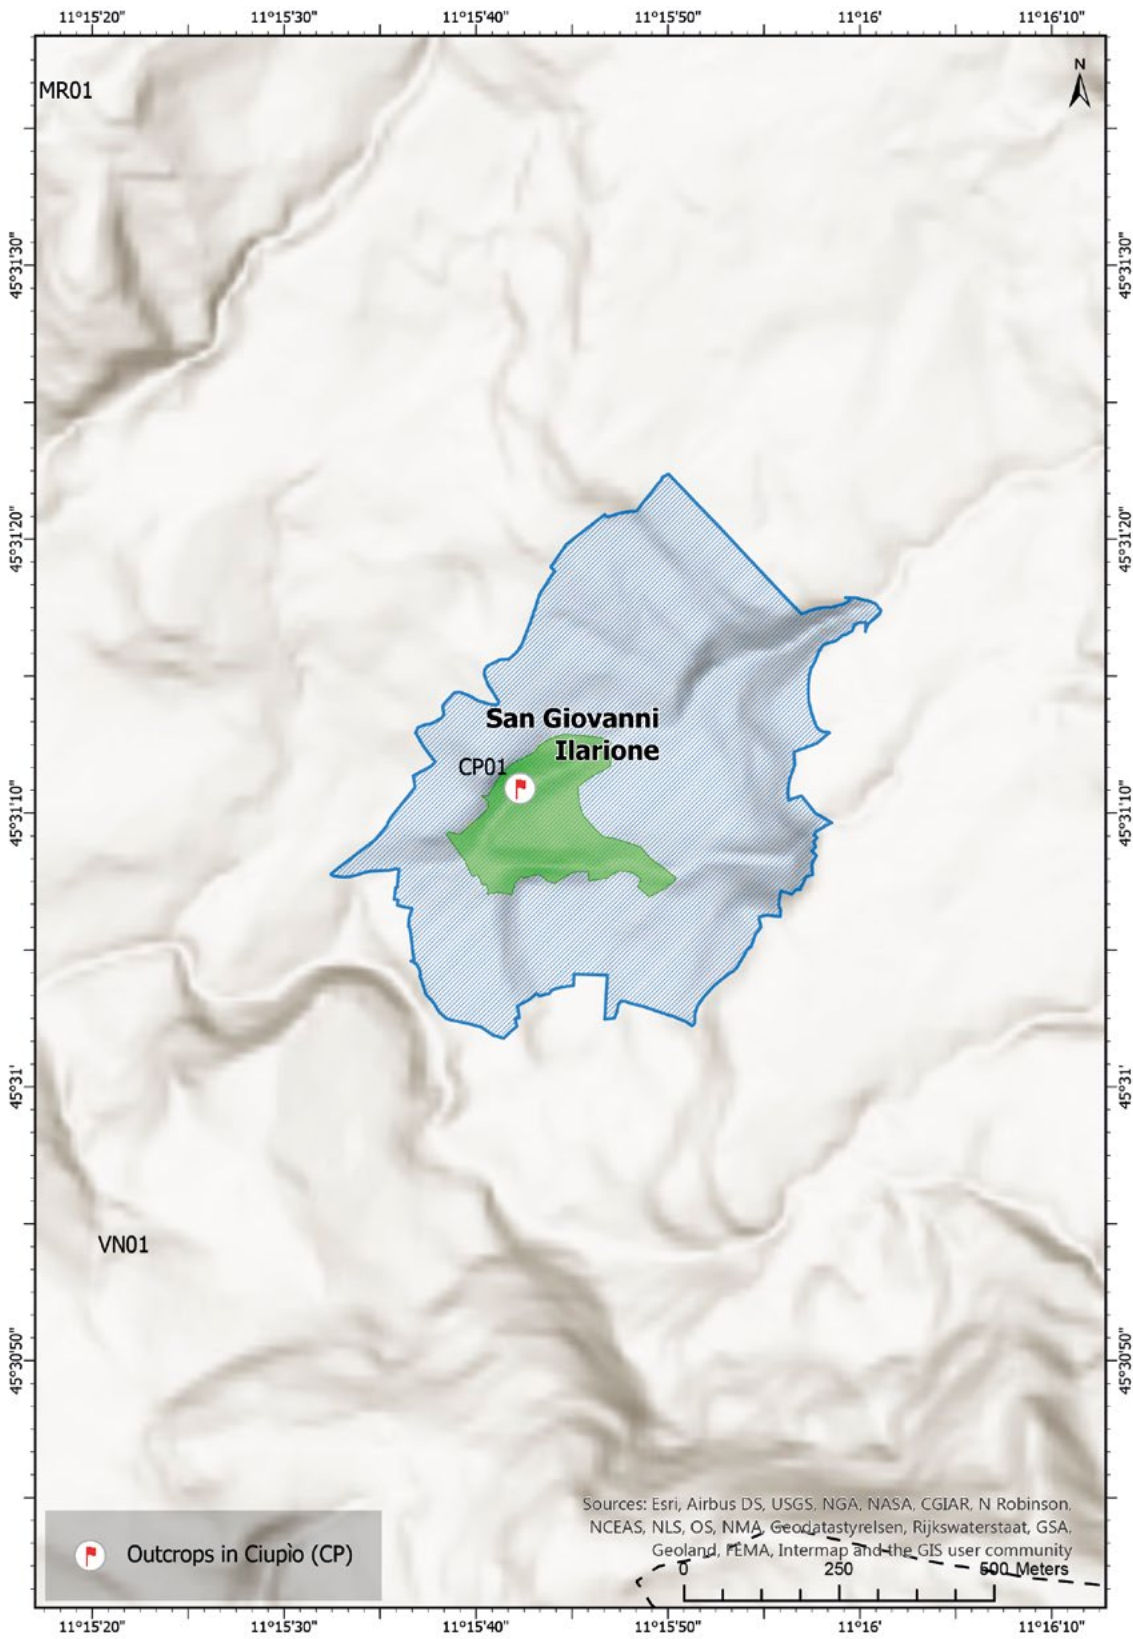 11°15'20" 11°15'30" 11°15'40" 11°15'50" 11°16' 11°16'10"
MR01
N
45°31'30" 45°31'30"
45°31'20" 45°31'20"
San Giovanni
Ilarione
CP01
45°31'10" 45°31'10"
45°31' 45°31'
VN01
45°30'50" 45°30'50"
Sources: Esri, Airbus DS, USGS, NGA, NASA, CGIAR, N Robinson,
NCEAS, NLS, OS, NMA, Geodatastyrelsen, Rijkswaterstaat, GSA,
Geoland, FEMA, Intermap and the GIS user community
0 250 500 Meters
Outcrops in Ciupìo (CP)
11°15'20" 11°15'30" 11°15'40" 11°15'50" 11°16' 11°16'10"